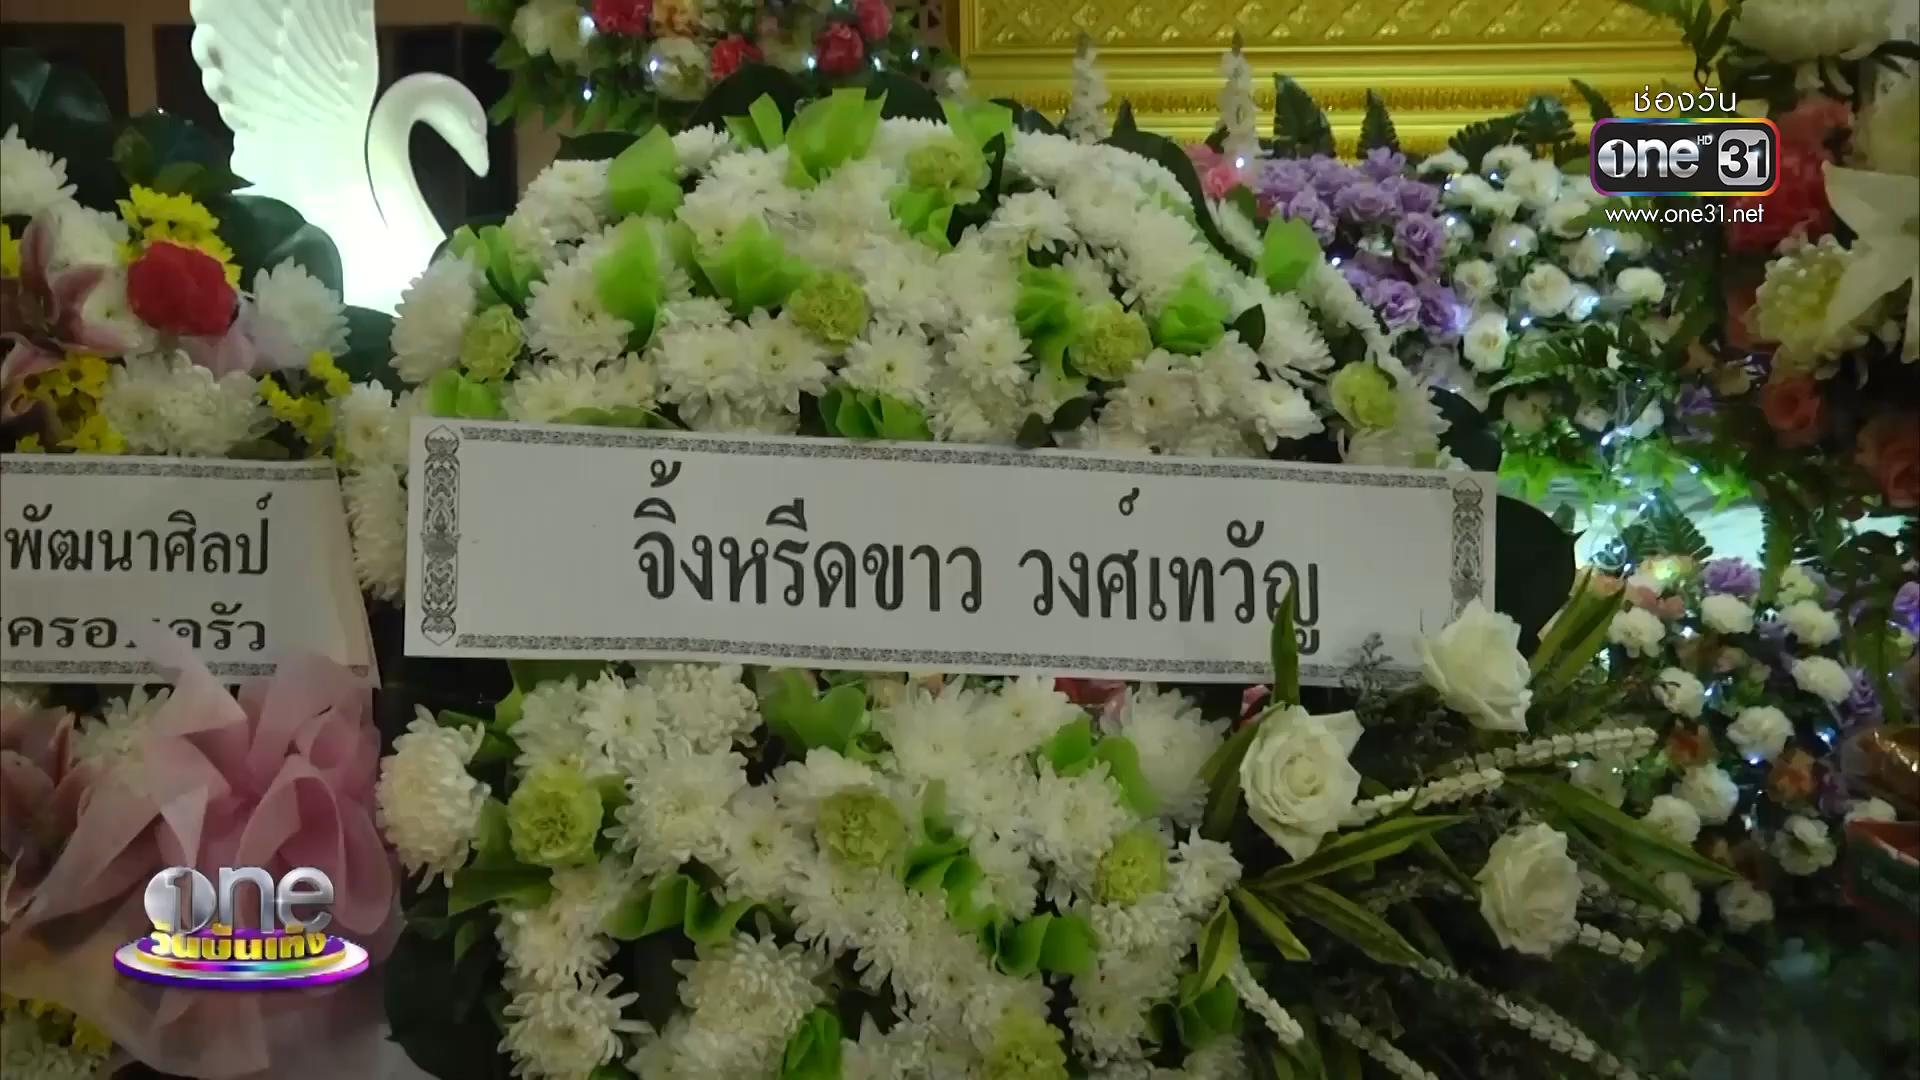 ช่องวัน
one HD 31
www.one31.net
จิ้งหรีดขาว วงศ์เทวัญ
พัฒนาศิลป์
one
วันบันเทิง